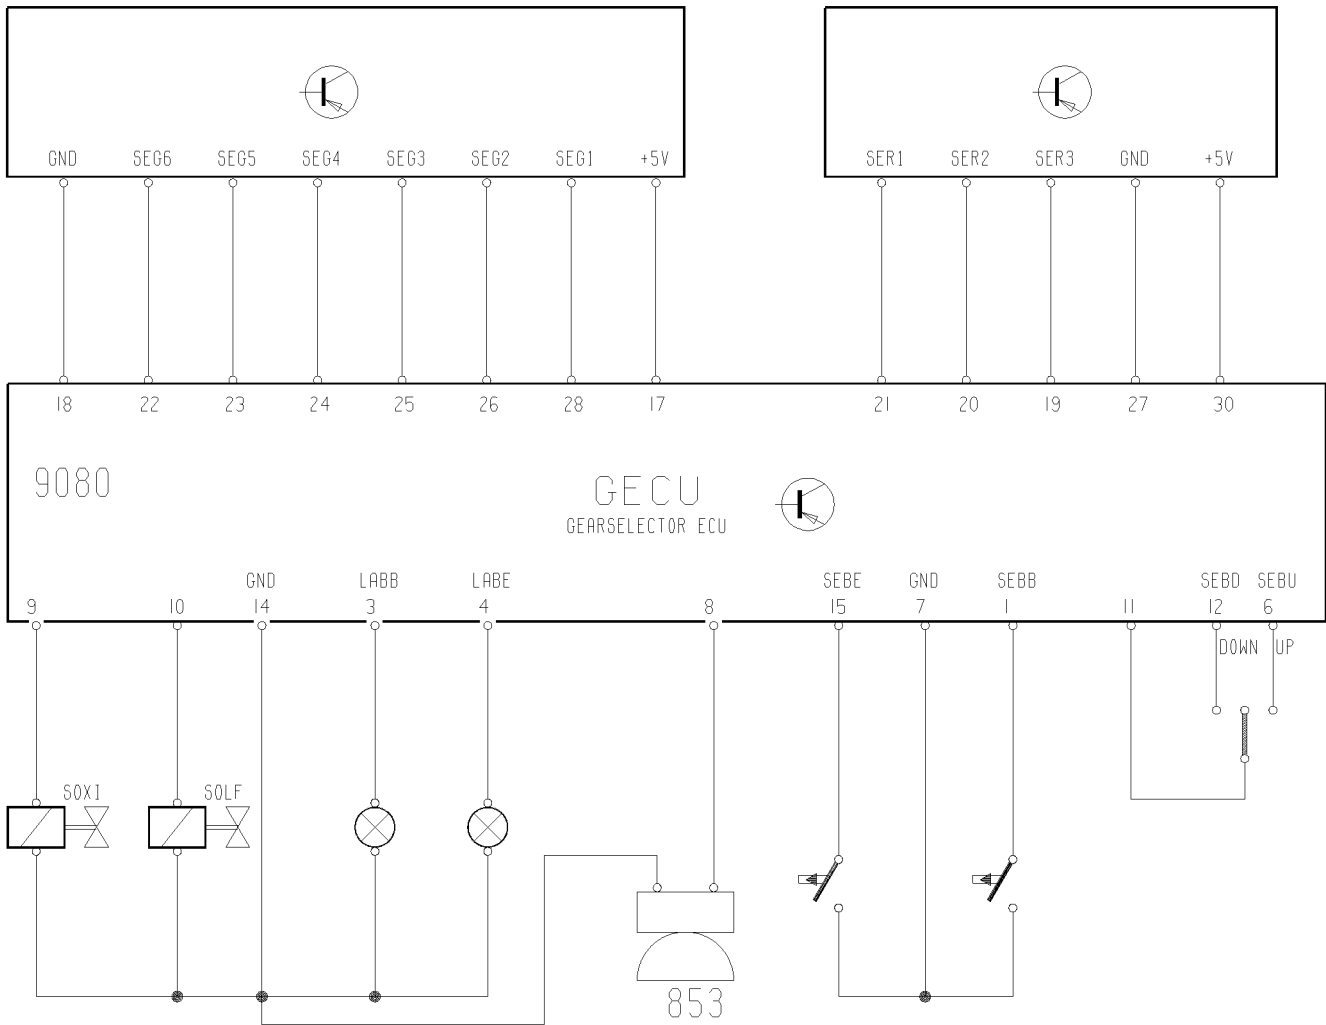 GND SEG6 SEG5 SEG4 SEG3 SEG2 SEG1 +5V SER1 SER2 SER3 GND +5V
18 22 23 24 25 26 28 17 21 20 19 27 30
9080
GECU
GEARSELECTOR ECU
GND LABB LABE SEBE GND SEBB SEBD SEBU
9 10 14 3 4 8 15 7 1 11 12 6
DOWN UP
SOXI SOLF
853